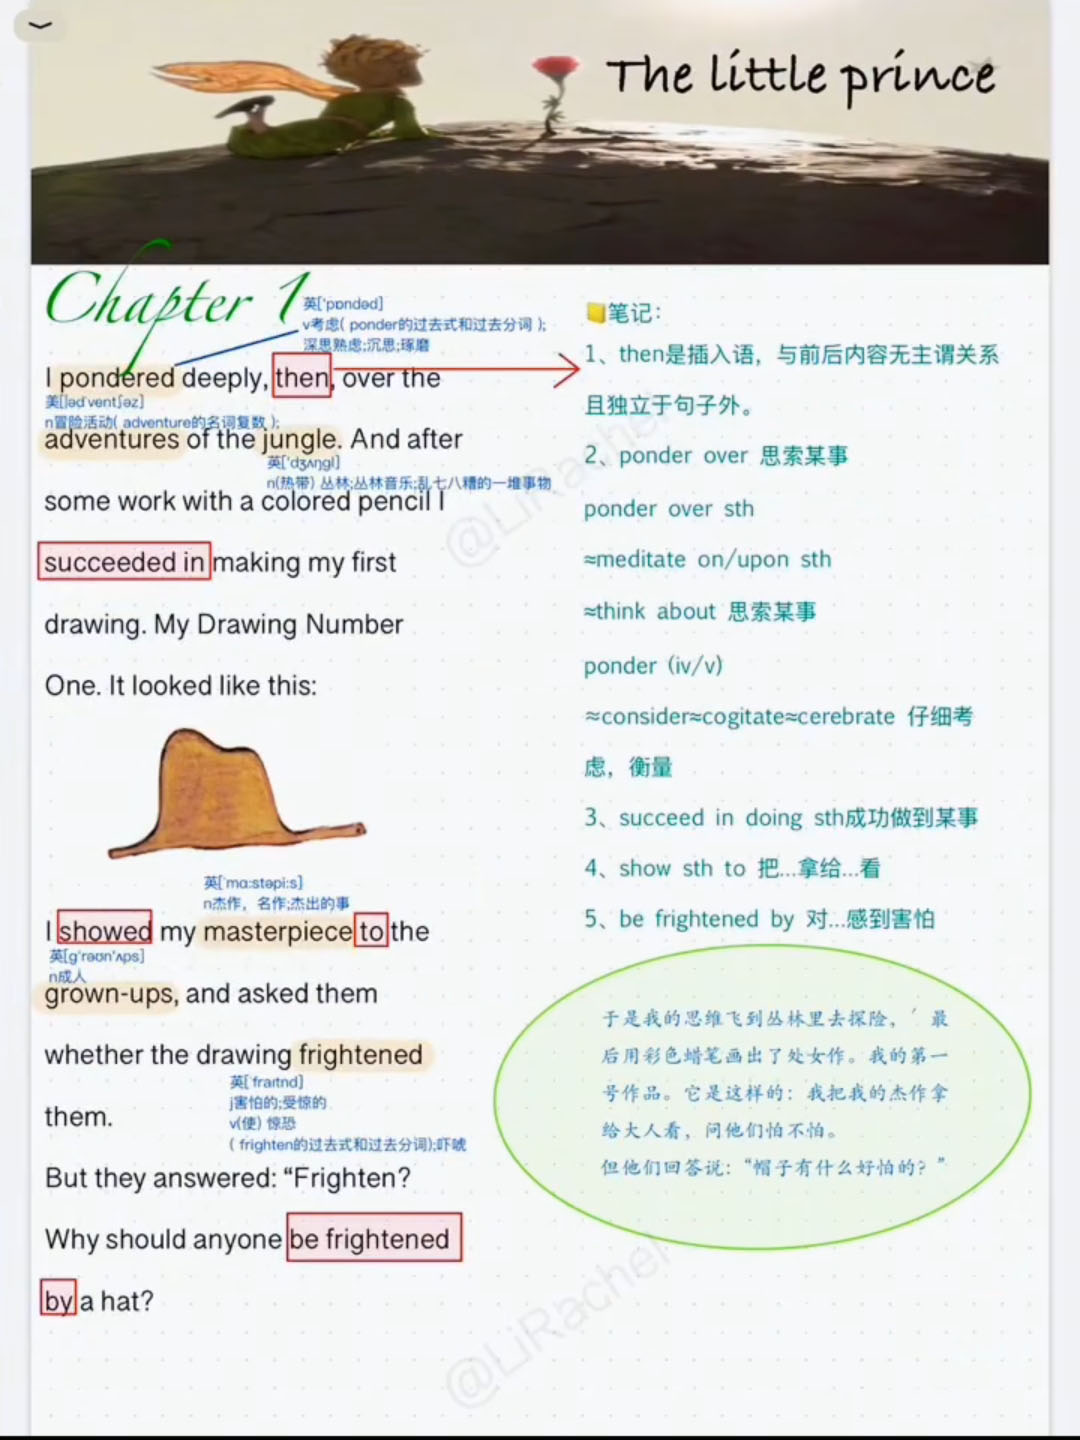 The little prince
Chapter 1
英['pɒndəd]
v考虑( ponder的过去式和过去分词 );
深思熟虑;沉思;琢磨
I pondered deeply, then, over the
美[ləd'ventʃəz]
n冒险活动( adventure的名词复数 );
adventures of the jungle. And after
英['dʒʌŋgl]
n(热带) 丛林;丛林音乐;乱七八糟的一堆事物
some work with a colored pencil I
succeeded in making my first
drawing. My Drawing Number
One. It looked like this:
英['mɑ:stəpi:s]
n杰作，名作;杰出的事
I showed my masterpiece to the
英[g'rəʊn'ʌps]
n成人
grown-ups, and asked them
whether the drawing frightened
英['fraɪtnd]
j害怕的;受惊的
v(使) 惊恐
( frighten的过去式和过去分词);吓唬
them.
But they answered: “Frighten?
Why should anyone be frightened
by a hat?
笔记：
1、then是插入语，与前后内容无主谓关系
且独立于句子外。
2、ponder over 思索某事
ponder over sth
≈meditate on/upon sth
≈think about 思索某事
ponder (iv/v)
≈consider≈cogitate≈cerebrate 仔细考
虑，衡量
3、succeed in doing sth成功做到某事
4、show sth to 把...拿给...看
5、be frightened by 对...感到害怕
于是我的思维飞到丛林里去探险，′最
后用彩色蜡笔画出了处女作。我的第一
号作品。它是这样的：我把我的杰作拿
给大人看，问他们怕不怕。
但他们回答说：“帽子有什么好怕的？”
@LiRachel
@LiRachel